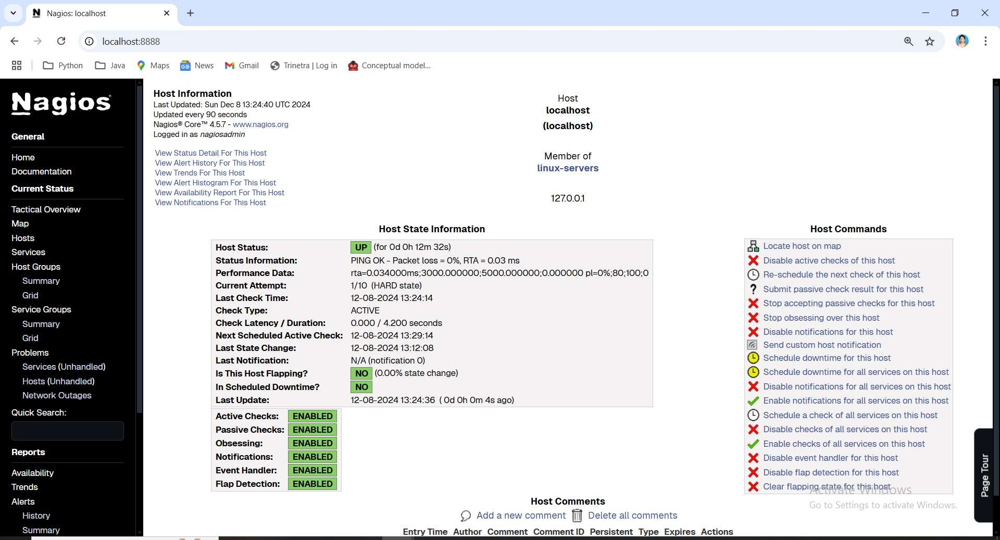 Nagios: localhost
localhost:8888
Python Java Maps News Gmail Trinetra | Log in Conceptual model...
Nagios®
General
Home
Documentation
Current Status
Tactical Overview
Map
Hosts
Services
Host Groups
Summary
Grid
Service Groups
Summary
Grid
Problems
Services (Unhandled)
Hosts (Unhandled)
Network Outages
Quick Search:
Reports
Availability
Trends
Alerts
History
Summary
Host Information
Last Updated: Sun Dec 8 13:24:40 UTC 2024
Updated every 90 seconds
Nagios® Core™ 4.5.7 - www.nagios.org
Logged in as nagiosadmin
View Status Detail For This Host
View Alert History For This Host
View Trends For This Host
View Alert Histogram For This Host
View Availability Report For This Host
View Notifications For This Host
Host
localhost
(localhost)
Member of
linux-servers
127.0.0.1
Host State Information
Host Status: UP (for 0d 0h 12m 32s)
Status Information: PING OK - Packet loss = 0%, RTA = 0.03 ms
Performance Data: rta=0.034000ms;3000.000000;5000.000000;0.000000 pl=0%;80;100;0
Current Attempt: 1/10 (HARD state)
Last Check Time: 12-08-2024 13:24:14
Check Type: ACTIVE
Check Latency / Duration: 0.000 / 4.200 seconds
Next Scheduled Active Check: 12-08-2024 13:29:14
Last State Change: 12-08-2024 13:12:08
Last Notification: N/A (notification 0)
Is This Host Flapping? NO (0.00% state change)
In Scheduled Downtime? NO
Last Update: 12-08-2024 13:24:36 ( 0d 0h 0m 4s ago)
Active Checks: ENABLED
Passive Checks: ENABLED
Obsessing: ENABLED
Notifications: ENABLED
Event Handler: ENABLED
Flap Detection: ENABLED
Host Commands
Locate host on map
Disable active checks of this host
Re-schedule the next check of this host
Submit passive check result for this host
Stop accepting passive checks for this host
Stop obsessing over this host
Disable notifications for this host
Send custom host notification
Schedule downtime for this host
Schedule downtime for all services on this host
Disable notifications for all services on this host
Enable notifications for all services on this host
Schedule a check of all services on this host
Disable checks of all services on this host
Enable checks of all services on this host
Disable event handler for this host
Disable flap detection for this host
Clear flapping state for this host
Activate Windows
Go to Settings to activate Windows.
Page Tour
Host Comments
Add a new comment Delete all comments
Entry Time Author Comment Comment ID Persistent Type Expires Actions